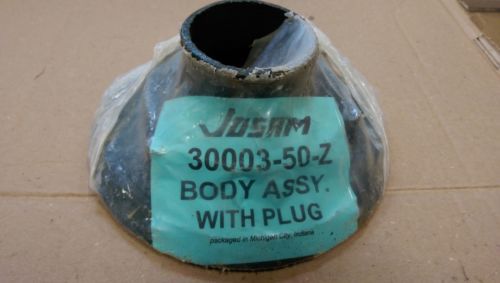 JOSAM
30003-50-Z
BODY ASSY.
WITH PLUG
packaged in Michigan City, Indiana